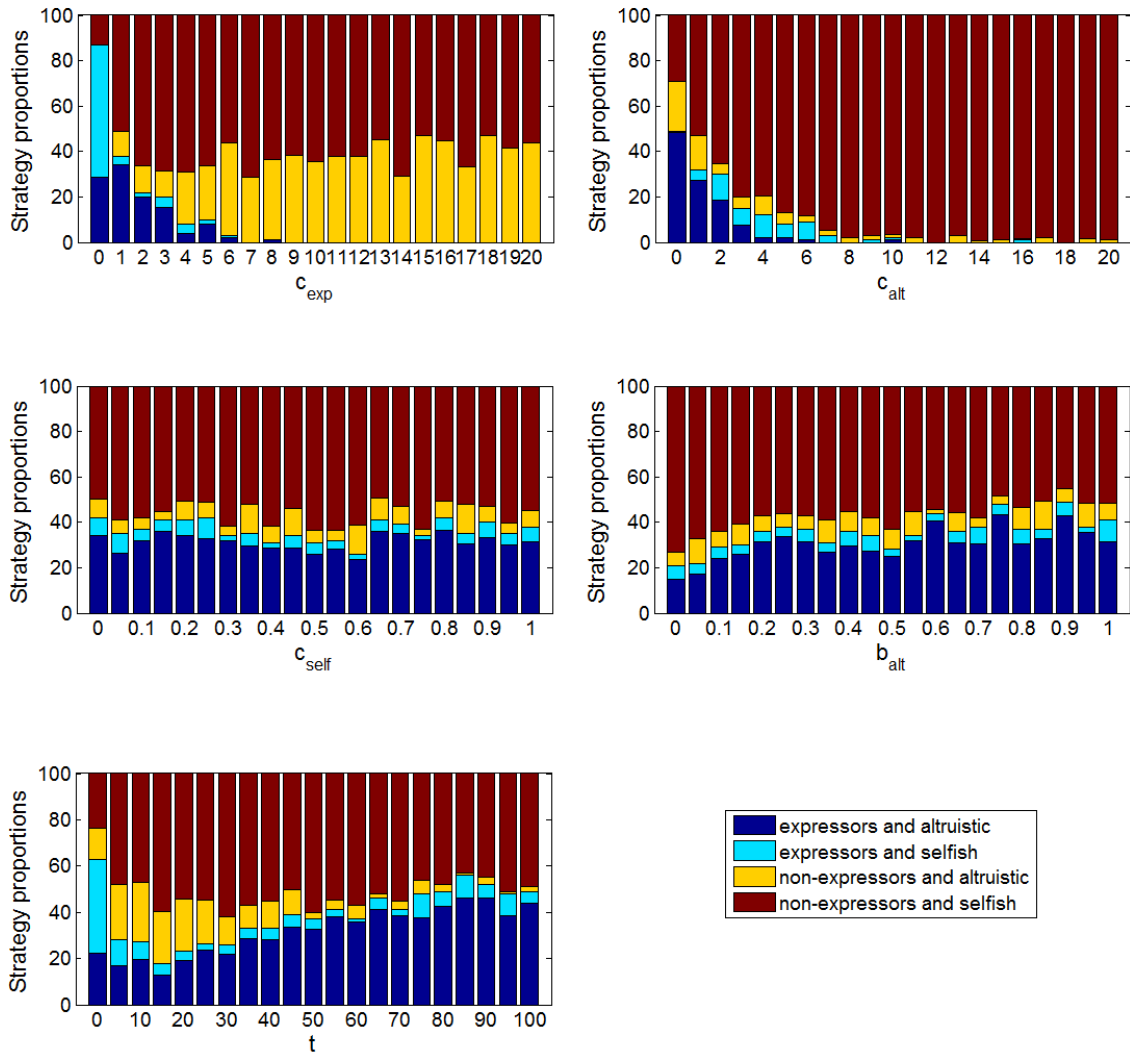 100
80
60
40
20
0
Strategy proportions
0 1 2 3 4 5 6 7 8 9 10 11 12 13 14 15 16 17 18 19 20
c_exp
100
80
60
40
20
0
Strategy proportions
0 2 4 6 8 10 12 14 16 18 20
c_alt
100
80
60
40
20
0
Strategy proportions
0 0.1 0.2 0.3 0.4 0.5 0.6 0.7 0.8 0.9 1
c_self
100
80
60
40
20
0
Strategy proportions
0 0.1 0.2 0.3 0.4 0.5 0.6 0.7 0.8 0.9 1
b_alt
100
80
60
40
20
0
Strategy proportions
0 10 20 30 40 50 60 70 80 90 100
t
expressors and altruistic
expressors and selfish
non-expressors and altruistic
non-expressors and selfish